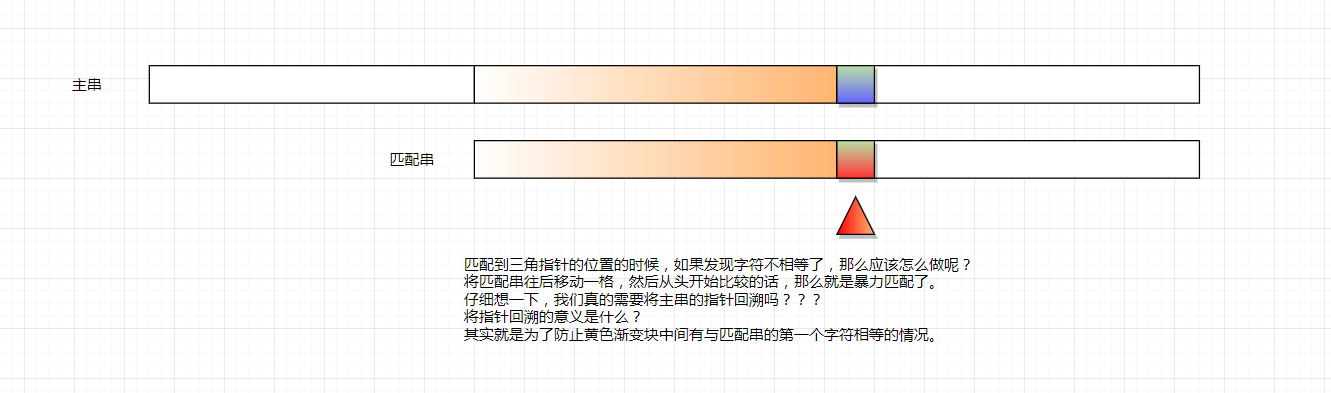 主串
匹配串
匹配到三角指针的位置的时候，如果发现字符不相等了，那么应该怎么做呢？
将匹配串往后移动一格，然后从头开始比较的话，那么就是暴力匹配了。
仔细想一下，我们真的需要将主串的指针回溯吗？？？
将指针回溯的意义是什么？
其实就是为了防止黄色渐变块中间有与匹配串的第一个字符相等的情况。